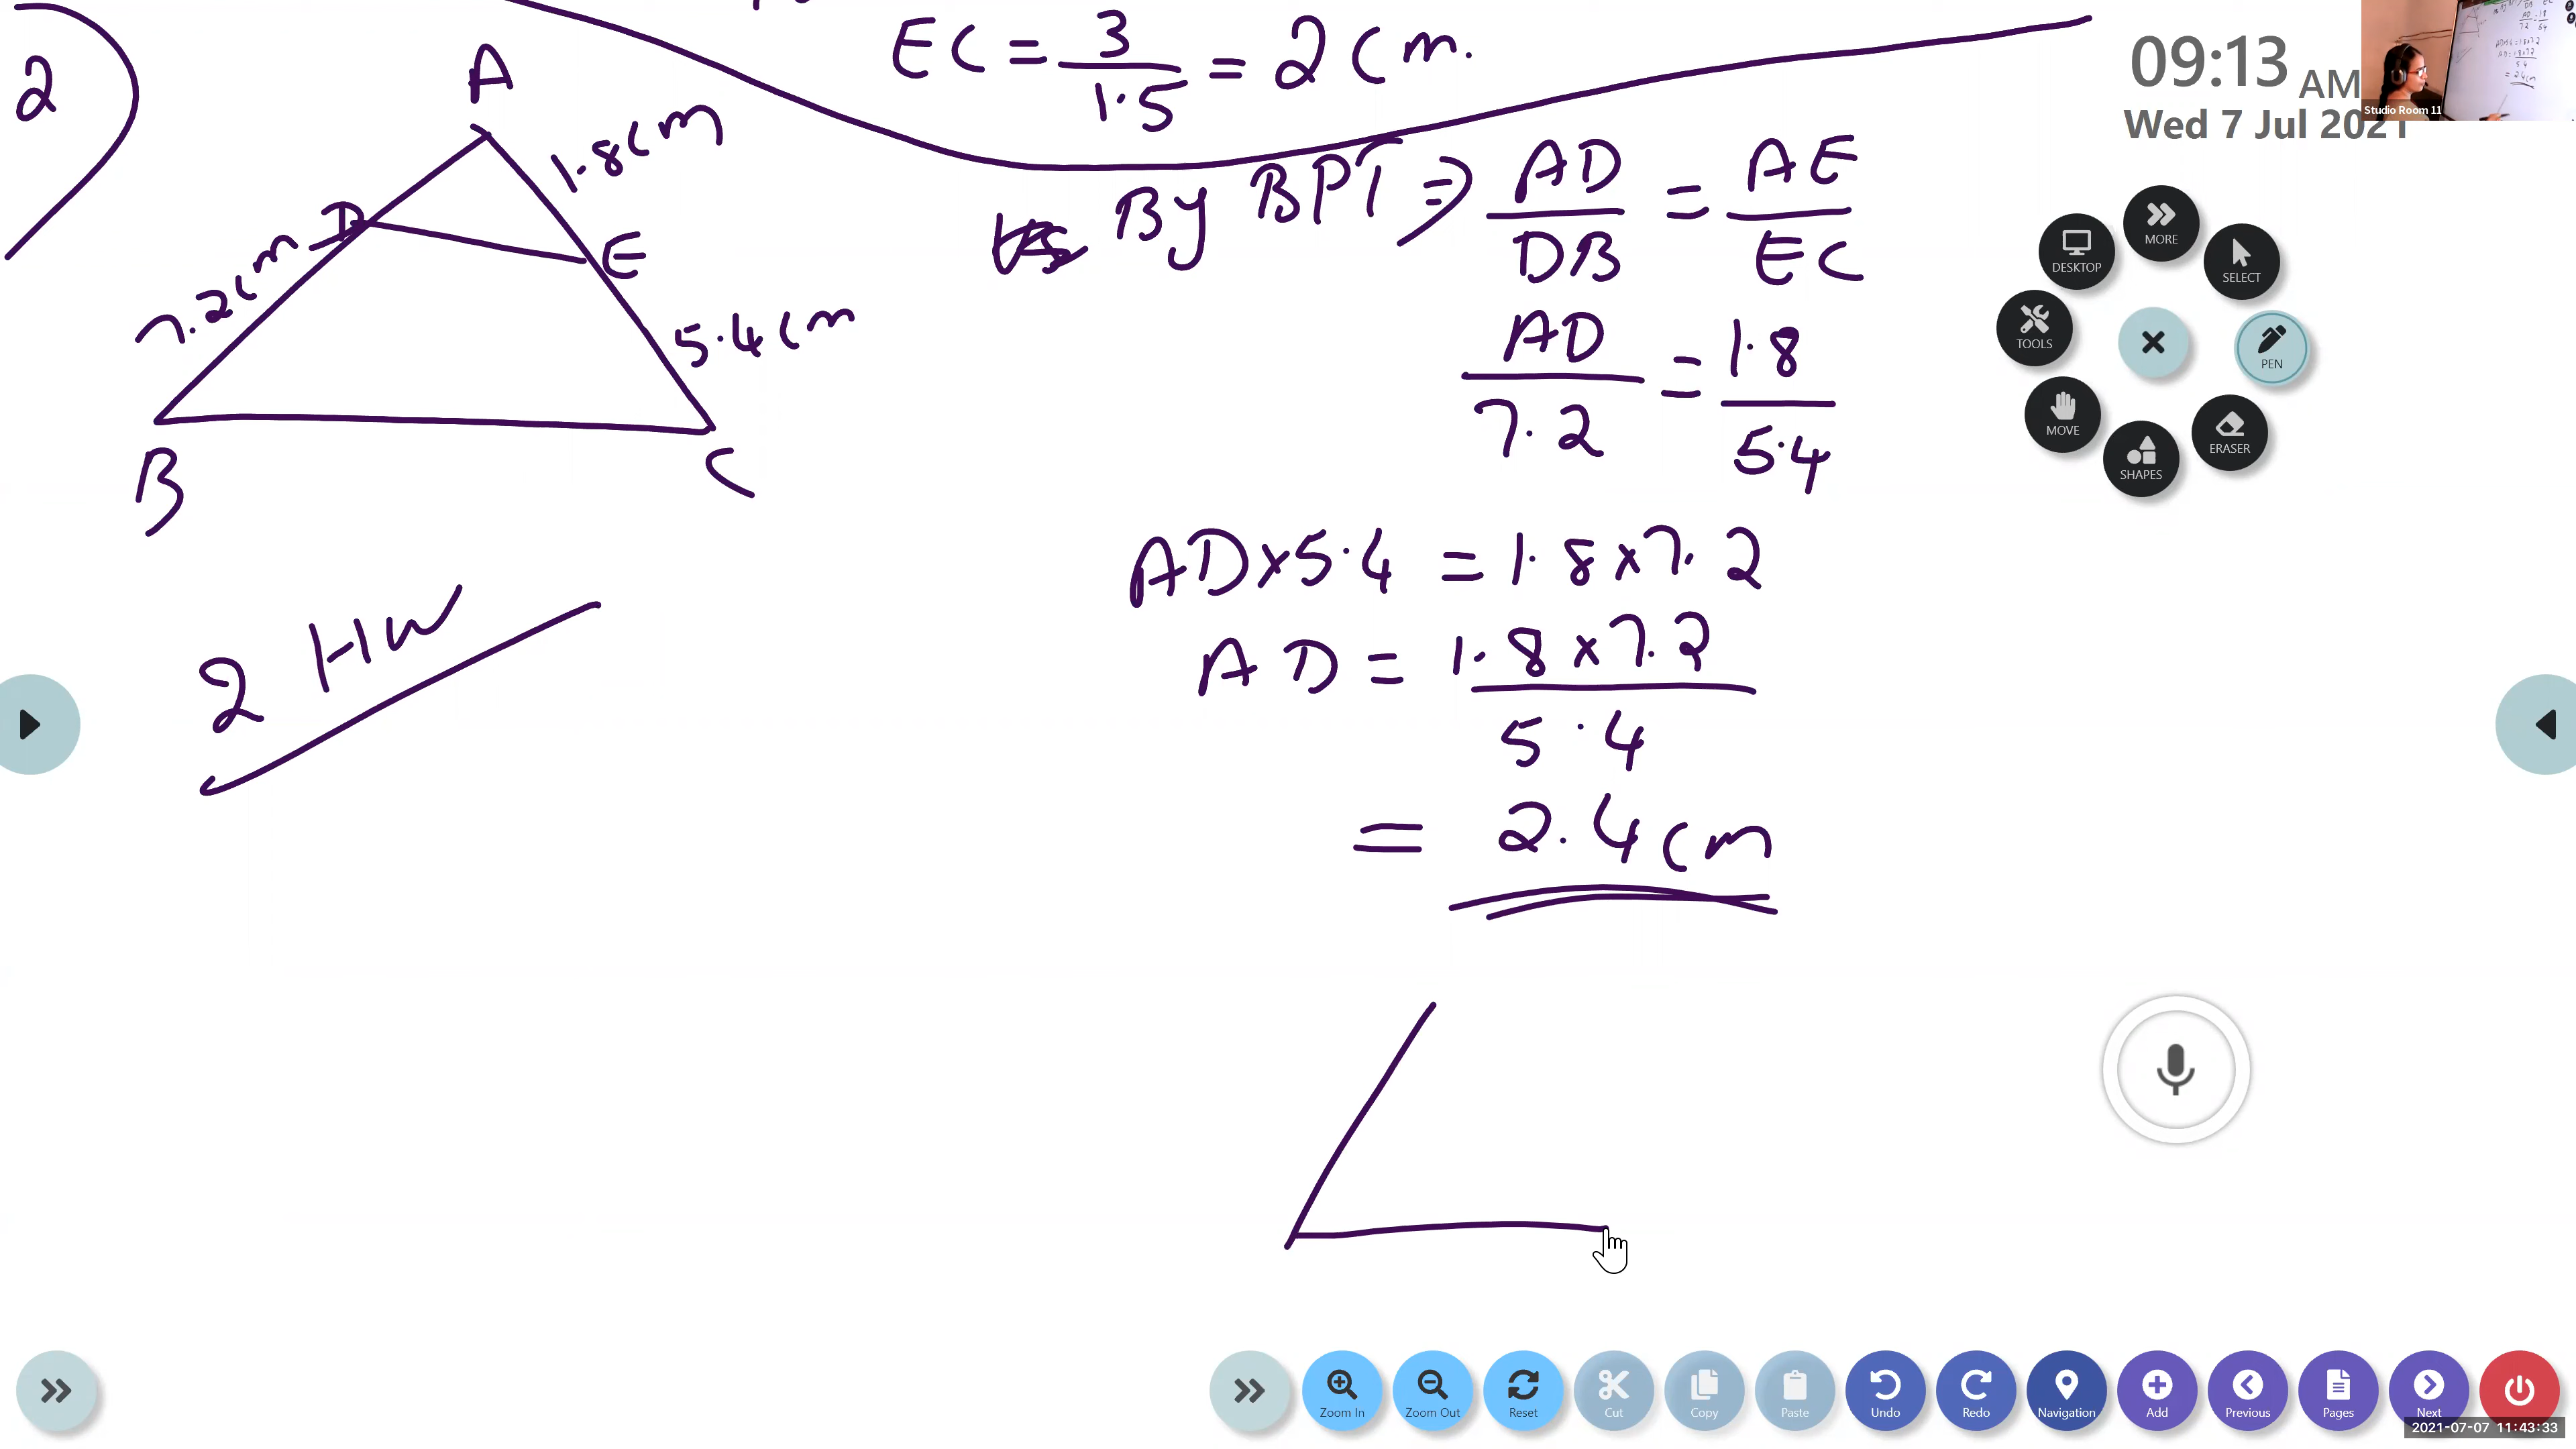 2
EC = 3/1.5 = 2 cm.
A
1.8cm
D
7.2cm
E
5.4cm
B
C
By BPT ⇒ AD/DB = AE/EC
AD/7.2 = 1.8/5.4
AD×5.4 = 1.8×7.2
AD = 1.8×7.2/5.4
= 2.4cm
2 HW
09:13 AM
Wed 7 Jul 2021
Studio Room 11
MORE
DESKTOP
SELECT
TOOLS
PEN
MOVE
ERASER
SHAPES
Zoom In
Zoom Out
Reset
Cut
Copy
Paste
Undo
Redo
Navigation
Add
Previous
Pages
Next
2021-07-07 11:43:33